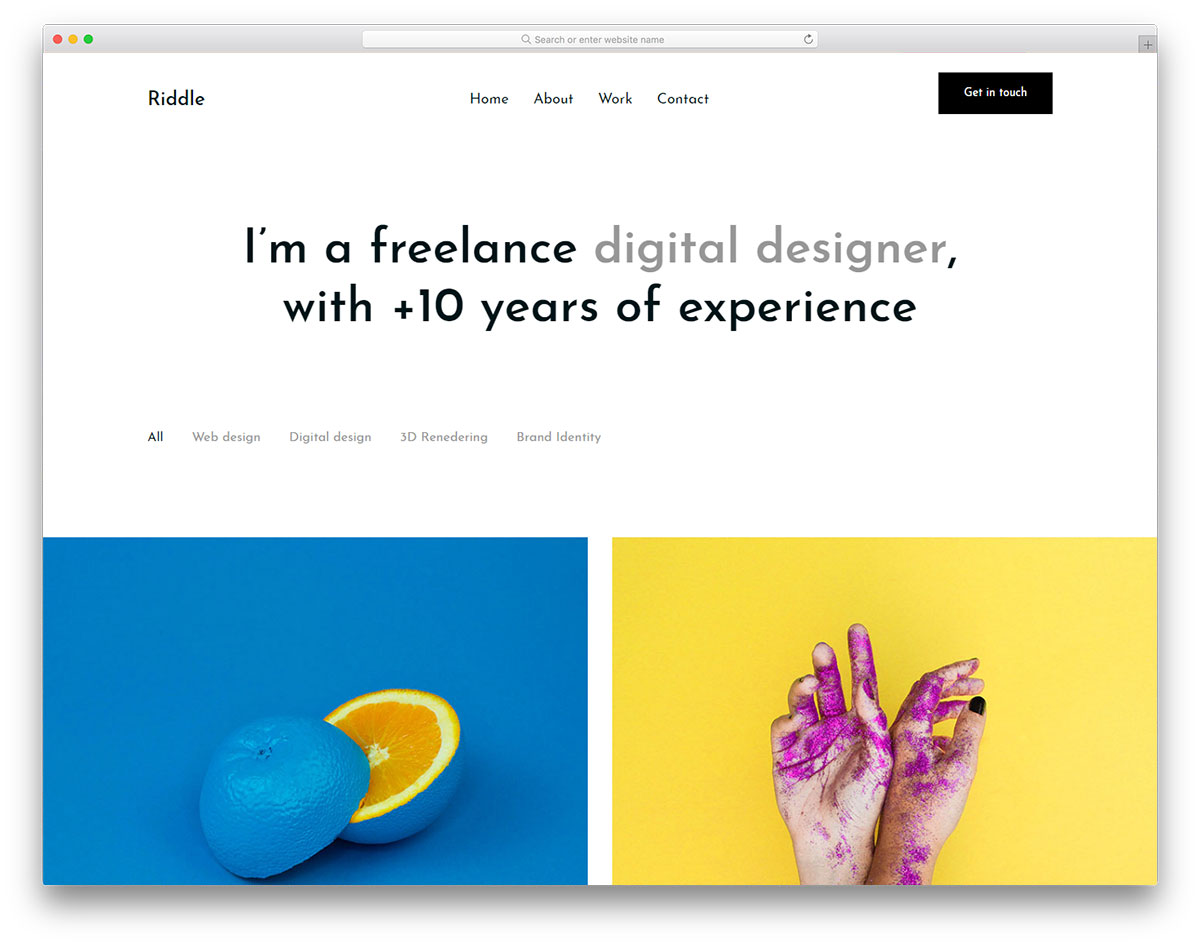 Search or enter website name
Riddle
Home About Work Contact
Get in touch
I’m a freelance digital designer,
with +10 years of experience
All Web design Digital design 3D Renedering Brand Identity